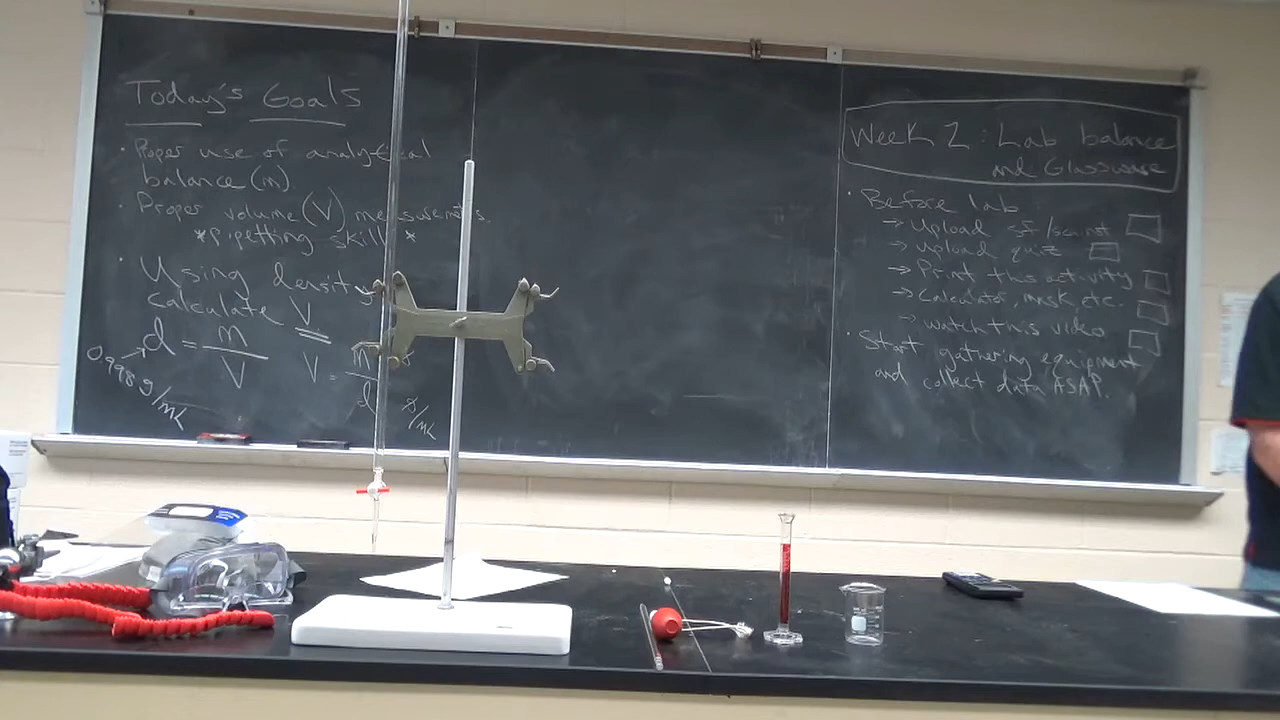 Today's Goals
• Proper use of analytical
balance (m)
• Proper volume (V) measurements.
*Pipetting skill*
• Using density
Calculate V
d = m/V
V = m/d
0.998 g/mL
g/mL
Week 2: Lab balance
and Glassware
• Before lab
→ Upload
→ Upload quiz
→ Print this activity
→ Calculator, mask, etc.
→ watch this video
• Start gathering equipment
and collect data ASAP.